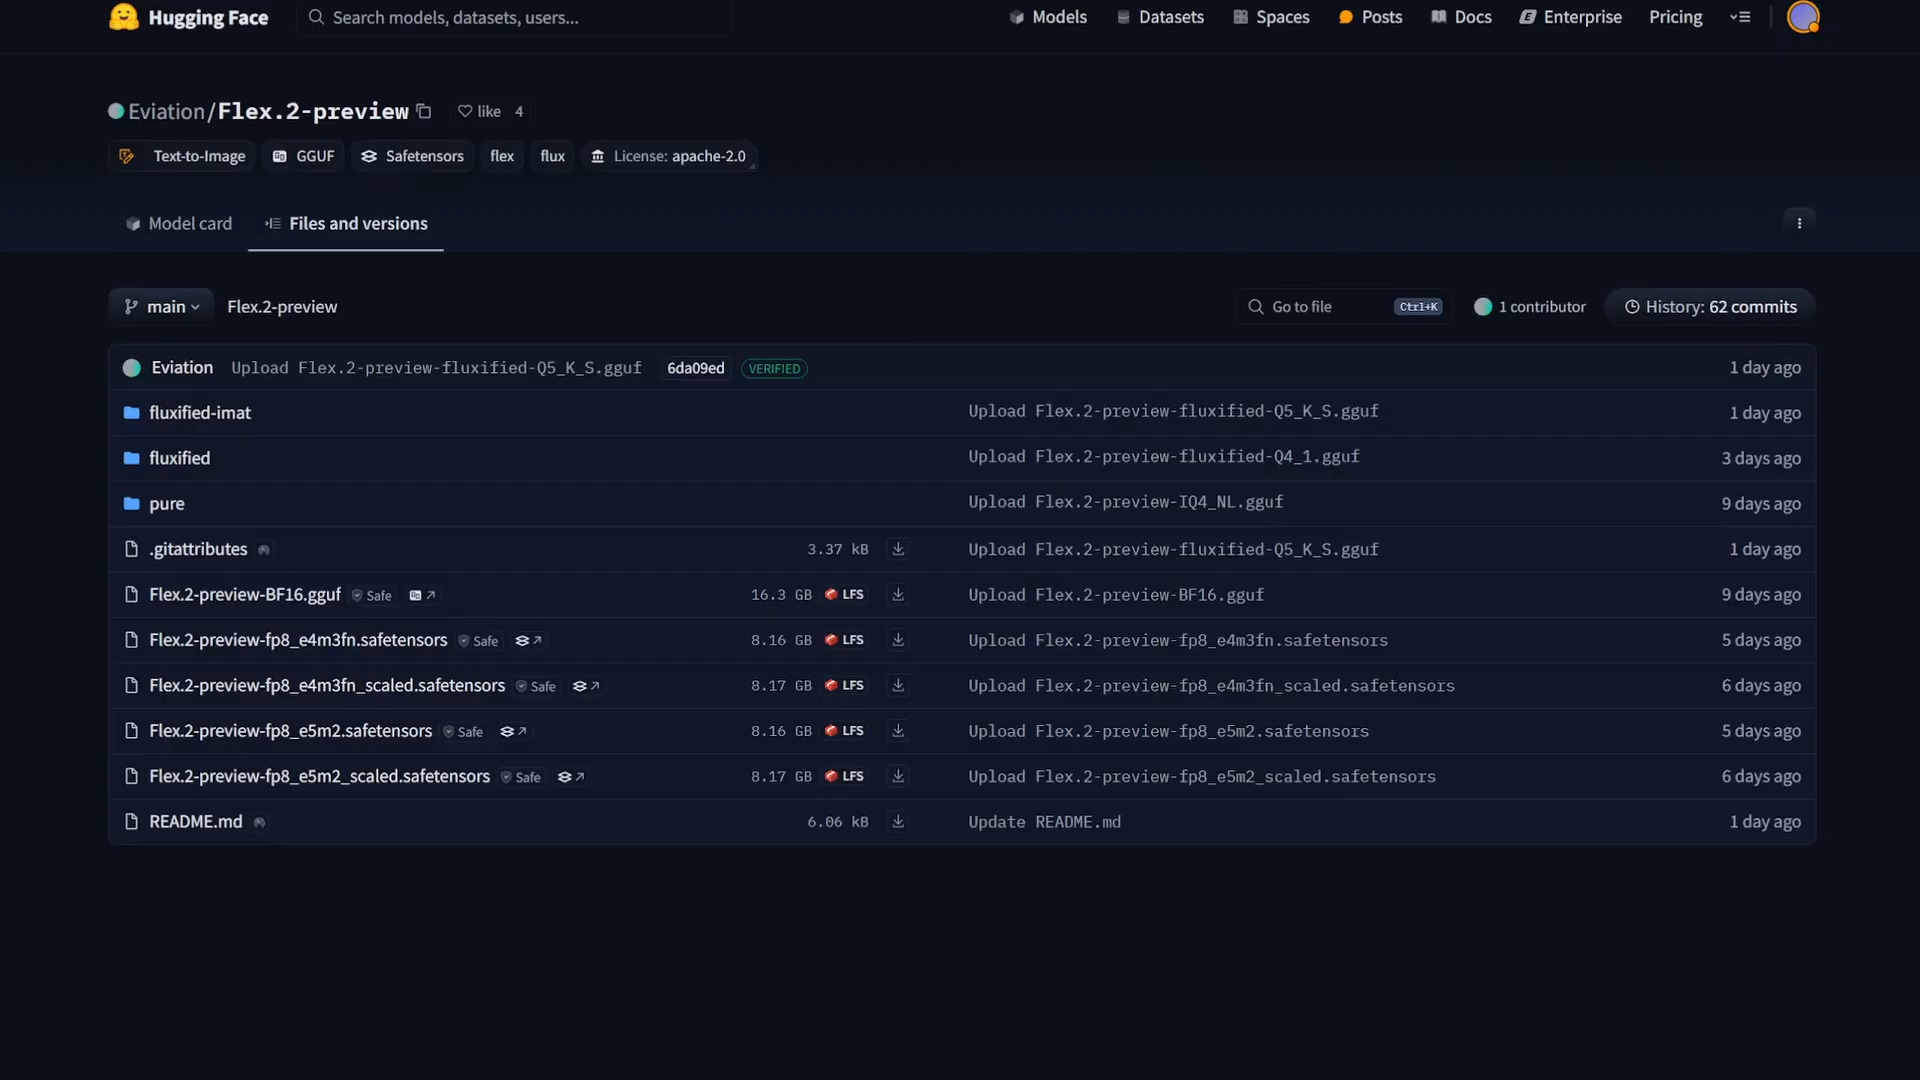 Hugging Face Search models, datasets, users... Models Datasets Spaces Posts Docs Enterprise Pricing
Eviation/Flex.2-preview like 4
Text-to-Image GGUF Safetensors flex flux License: apache-2.0
Model card Files and versions
main Flex.2-preview Go to file Ctrl+K 1 contributor History: 62 commits
Eviation Upload Flex.2-preview-fluxified-Q5_K_S.gguf 6da09ed VERIFIED 1 day ago
fluxified-imat Upload Flex.2-preview-fluxified-Q5_K_S.gguf 1 day ago
fluxified Upload Flex.2-preview-fluxified-Q4_1.gguf 3 days ago
pure Upload Flex.2-preview-IQ4_NL.gguf 9 days ago
.gitattributes 3.37 kB Upload Flex.2-preview-fluxified-Q5_K_S.gguf 1 day ago
Flex.2-preview-BF16.gguf Safe 16.3 GB LFS Upload Flex.2-preview-BF16.gguf 9 days ago
Flex.2-preview-fp8_e4m3fn.safetensors Safe 8.16 GB LFS Upload Flex.2-preview-fp8_e4m3fn.safetensors 5 days ago
Flex.2-preview-fp8_e4m3fn_scaled.safetensors Safe 8.17 GB LFS Upload Flex.2-preview-fp8_e4m3fn_scaled.safetensors 6 days ago
Flex.2-preview-fp8_e5m2.safetensors Safe 8.16 GB LFS Upload Flex.2-preview-fp8_e5m2.safetensors 5 days ago
Flex.2-preview-fp8_e5m2_scaled.safetensors Safe 8.17 GB LFS Upload Flex.2-preview-fp8_e5m2_scaled.safetensors 6 days ago
README.md 6.06 kB Update README.md 1 day ago